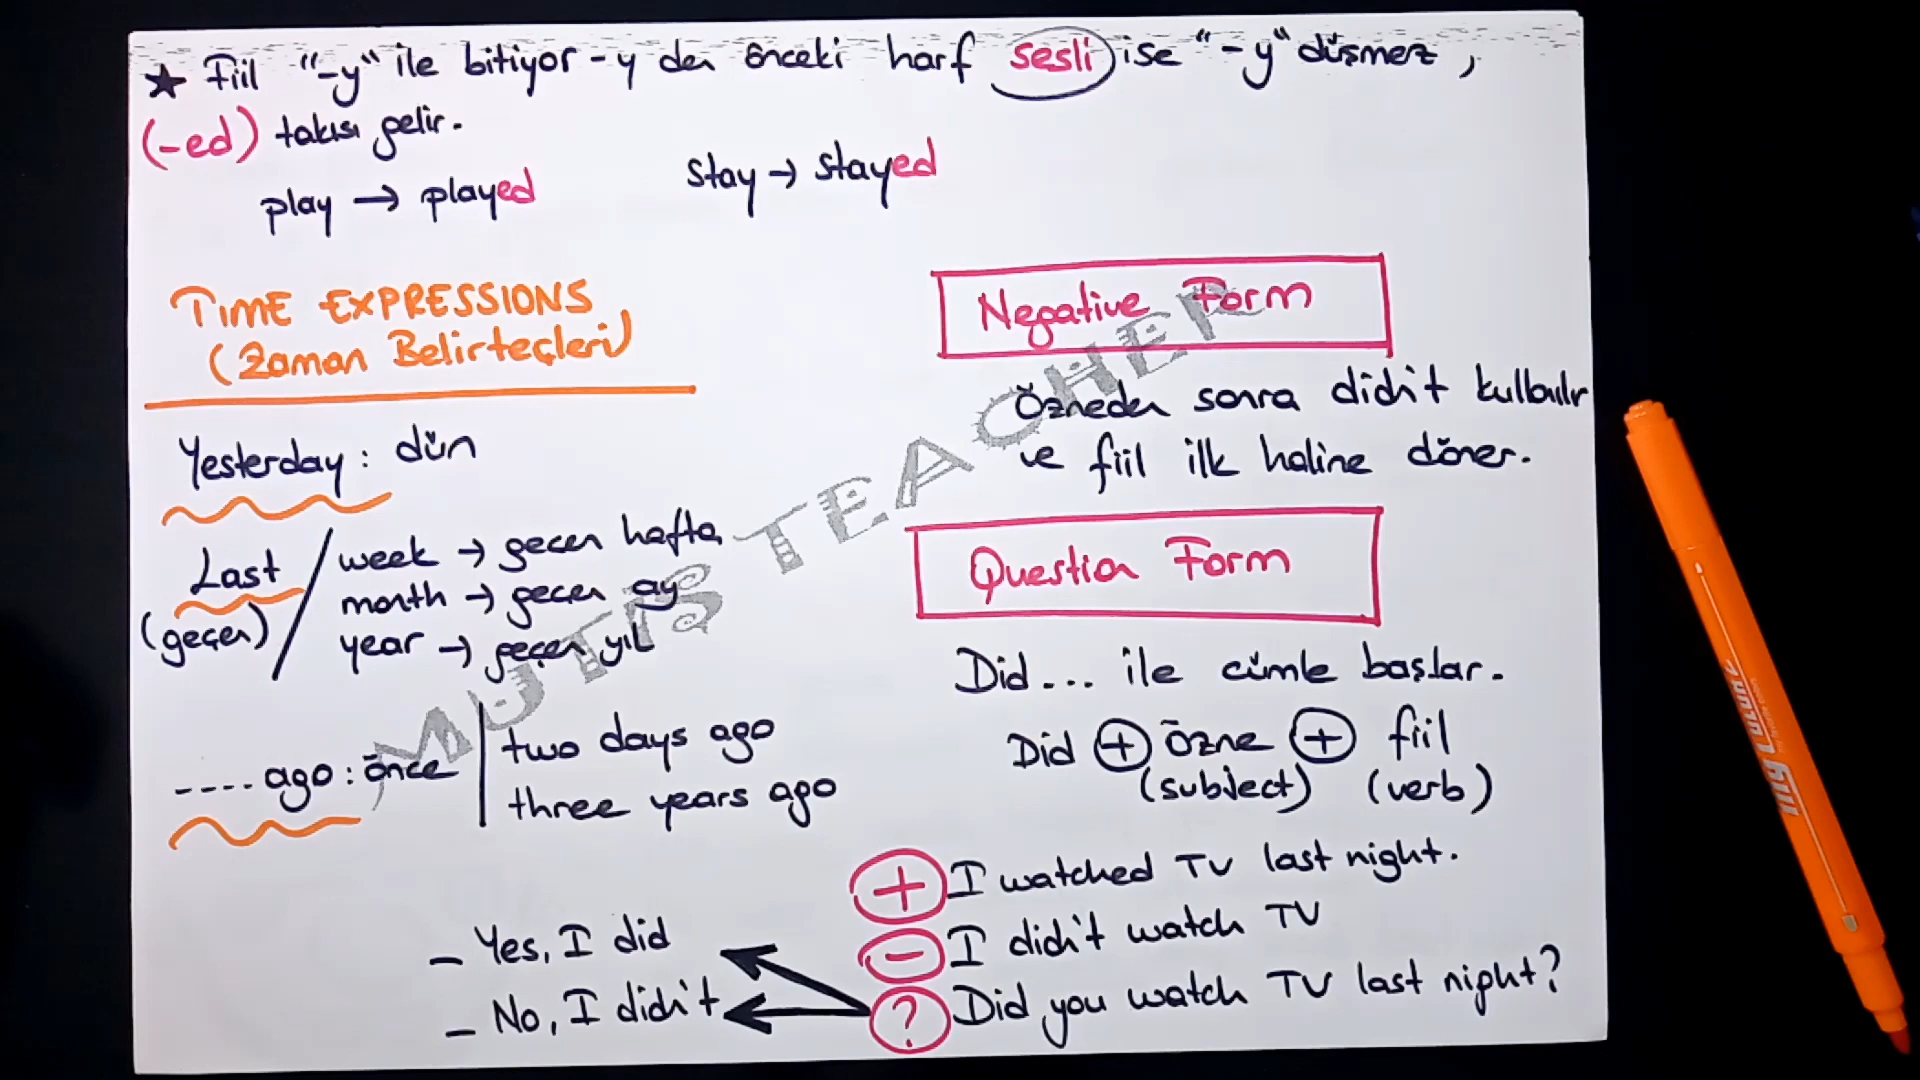 ★ Fiil "-y" ile bitiyor -y den önceki harf sesli ise "-y" düşmez,
(-ed) takısı gelir.
play → played
stay → stayed
TIME EXPRESSIONS
(Zaman Belirteçleri)
Yesterday: dün
Last
(geçen)
week → geçen hafta
month → geçen ay
year → geçen yıl
---- ago: önce
two days ago
three years ago
Negative Form
Özneden sonra didn't kullanılır
ve fiil ilk haline döner.
Question Form
Did... ile cümle başlar.
Did + özne + fiil
(subject) (verb)
+ I watched TV last night.
- I didn't watch TV
? Did you watch TV last night?
- Yes, I did
- No, I didn't
MUTIS TEACHER